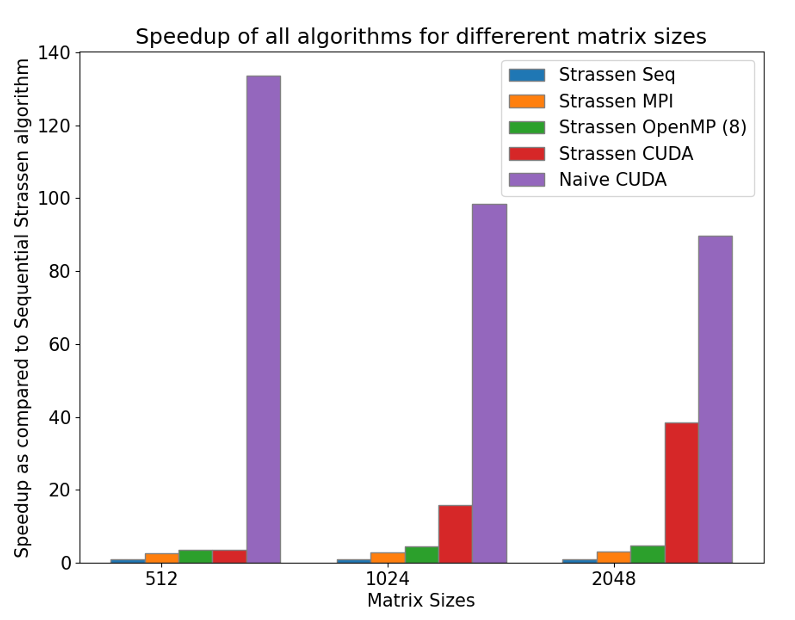 Speedup of all algorithms for differerent matrix sizes
Speedup as compared to Sequential Strassen algorithm
140
120
100
80
60
40
20
0
Strassen Seq
Strassen MPI
Strassen OpenMP (8)
Strassen CUDA
Naive CUDA
512
1024
2048
Matrix Sizes